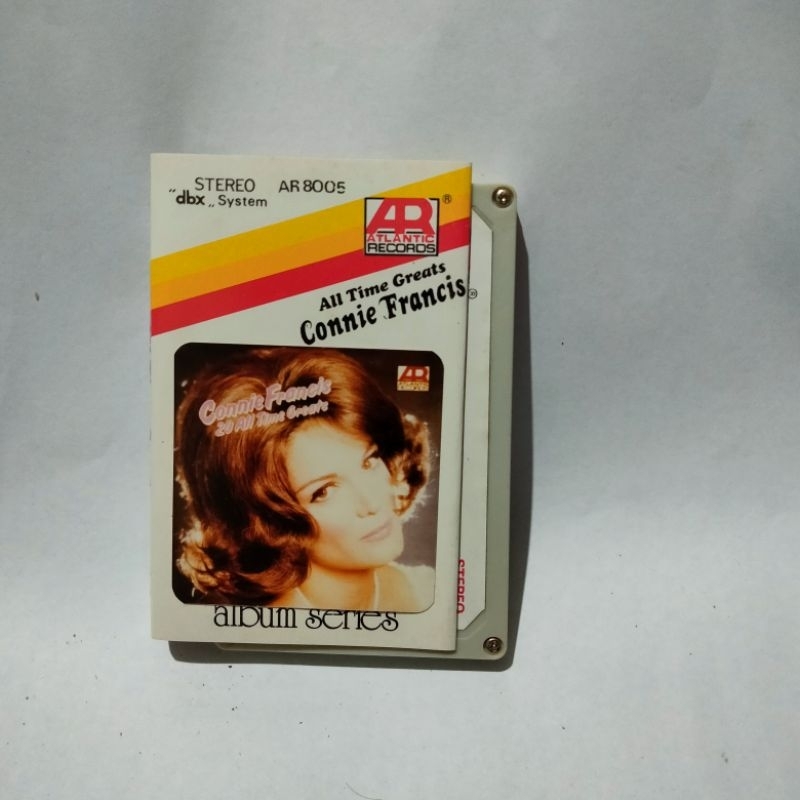 STEREO AR 8005
"dbx„ System
AR ®
ATLANTIC
RECORDS
All Time Greats
Connie Francis
®
AR
Connie Francis
20 All Time Greats
album series
STEREO